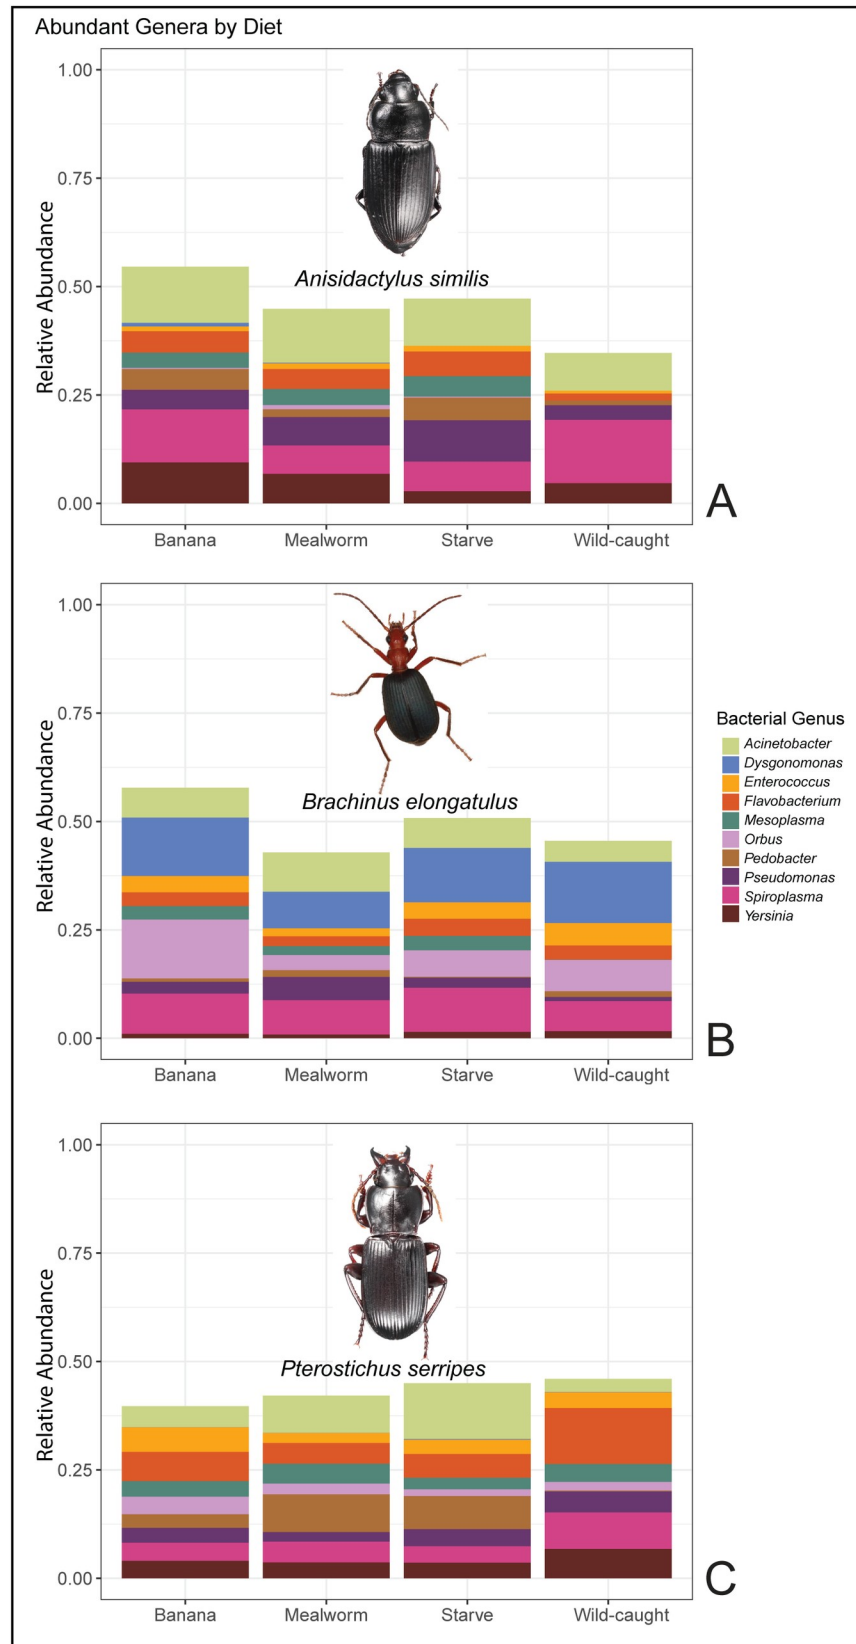 Abundant Genera by Diet
1.00
0.75
0.50
0.25
0.00
Relative Abundance
Anisidactylus similis
Banana Mealworm Starve Wild-caught
A
1.00
0.75
0.50
0.25
0.00
Relative Abundance
Brachinus elongatulus
Banana Mealworm Starve Wild-caught
B
Bacterial Genus
Acinetobacter
Dysgonomonas
Enterococcus
Flavobacterium
Mesoplasma
Orbus
Pedobacter
Pseudomonas
Spiroplasma
Yersinia
1.00
0.75
0.50
0.25
0.00
Relative Abundance
Pterostichus serripes
Banana Mealworm Starve Wild-caught
C